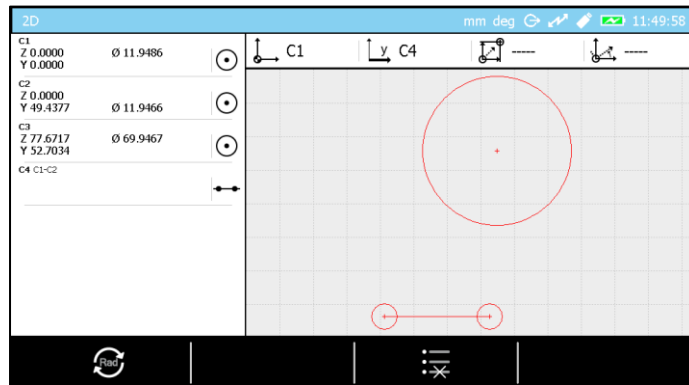 2D mm deg 11:49:58
C1
Z 0.0000 Ø 11.9486
Y 0.0000
C2
Z 0.0000
Y 49.4377 Ø 11.9466
C3
Z 77.6717 Ø 69.9467
Y 52.7034
C4 C1-C2
C1 y C4 ----- -----
Rad